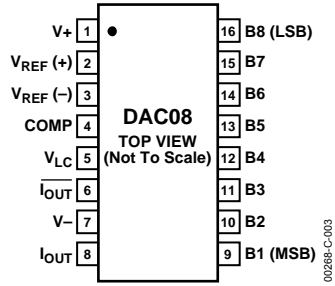 V+ 1 16 B8 (LSB)
VREF (+) 2 15 B7
VREF (–) 3 14 B6
COMP 4 DAC08 13 B5
TOP VIEW
VLC 5 (Not To Scale) 12 B4
IOUT 6 11 B3
V– 7 10 B2
IOUT 8 9 B1 (MSB)
00268-C-003